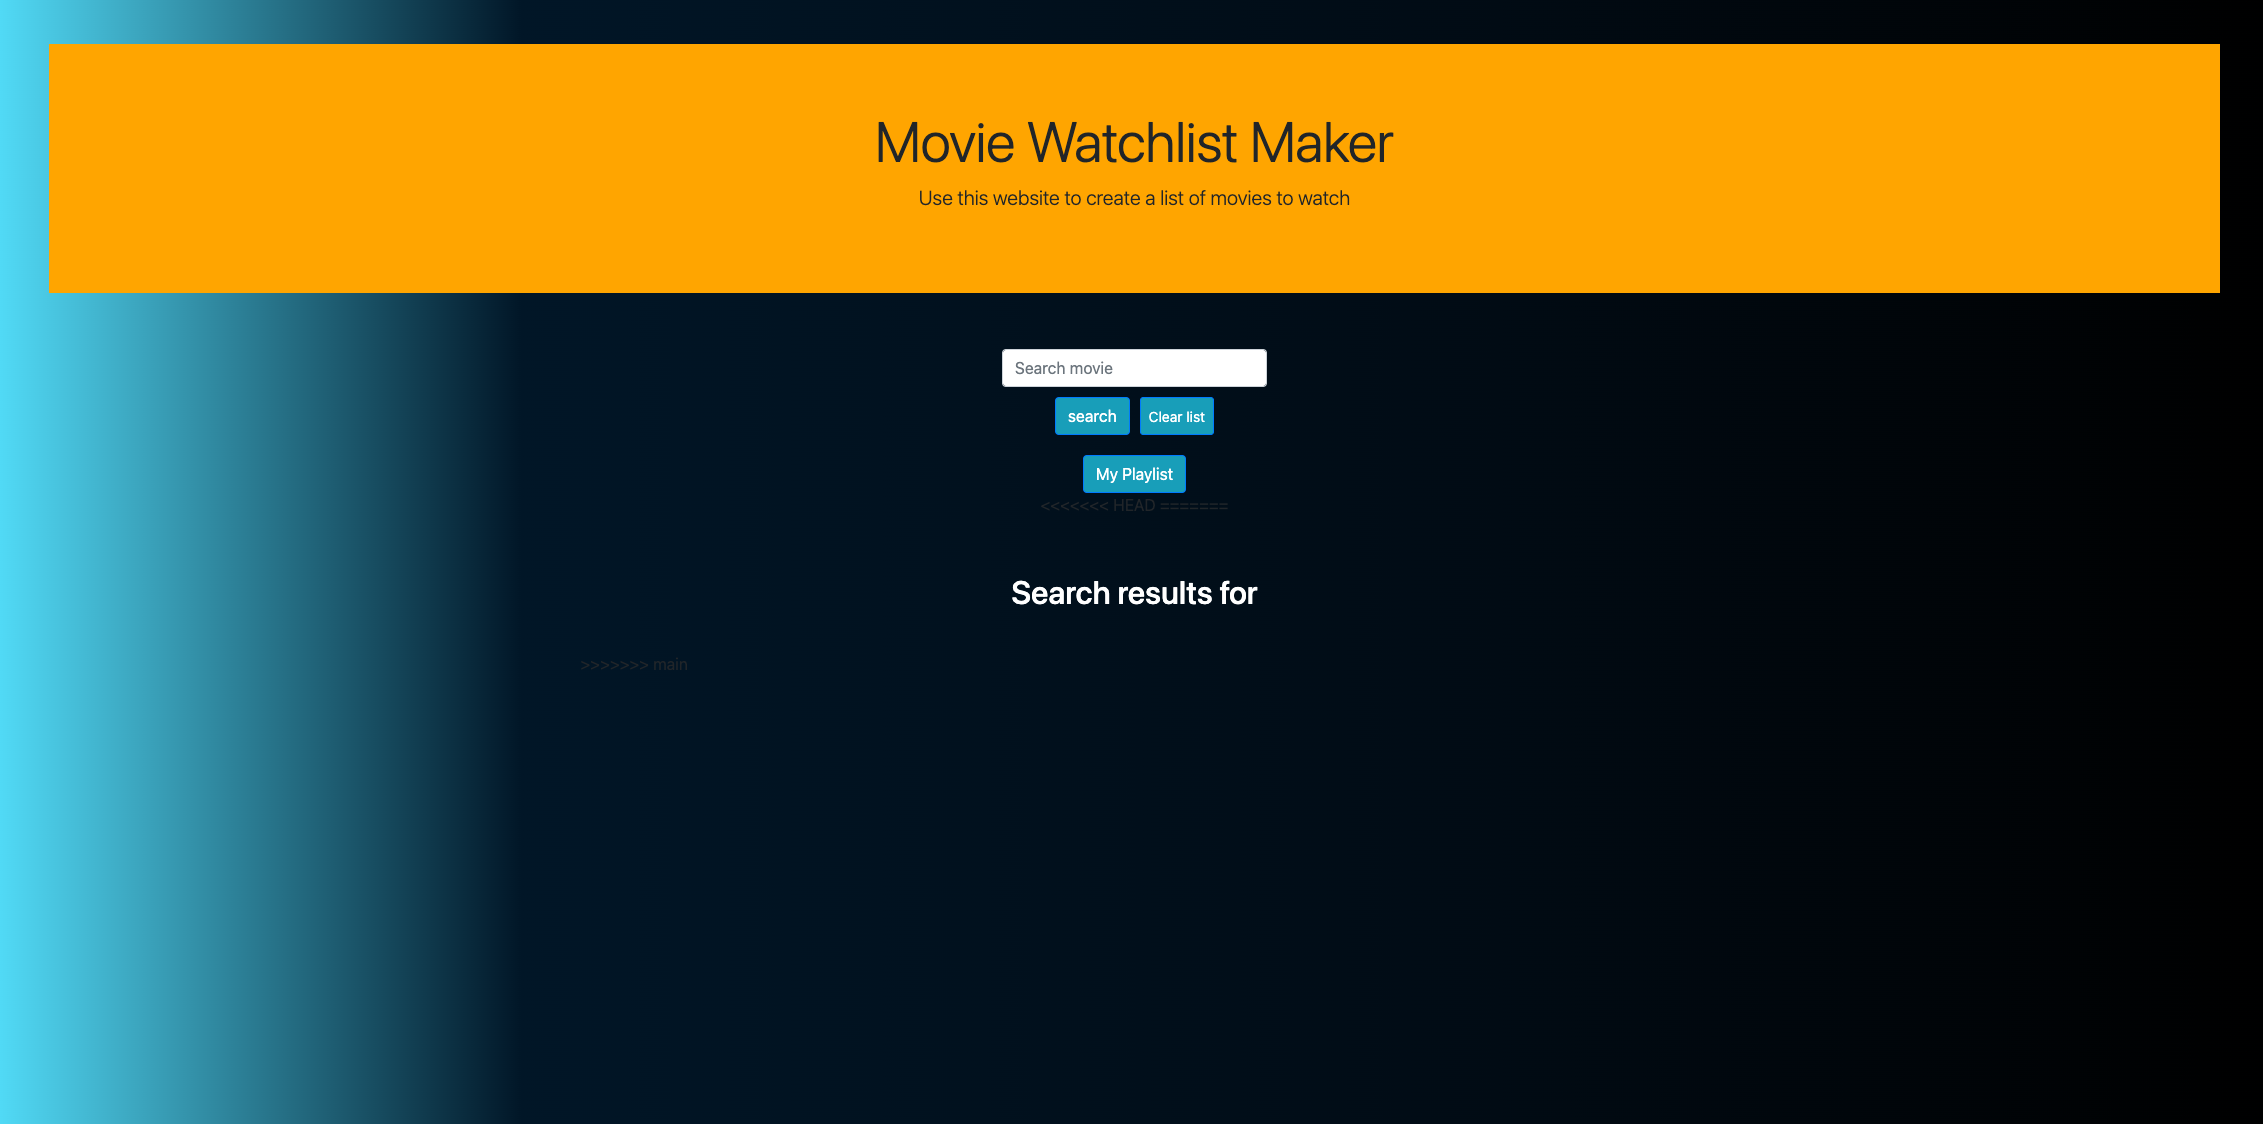 Movie Watchlist Maker
Use this website to create a list of movies to watch
Search movie
search Clear list
My Playlist
<<<<<<< HEAD =======
Search results for
>>>>>>> main